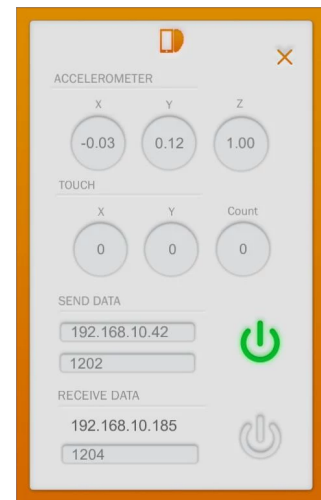 ACCELEROMETER
X Y Z
-0.03 0.12 1.00
TOUCH
X Y Count
0 0 0
SEND DATA
192.168.10.42
1202
RECEIVE DATA
192.168.10.185
1204